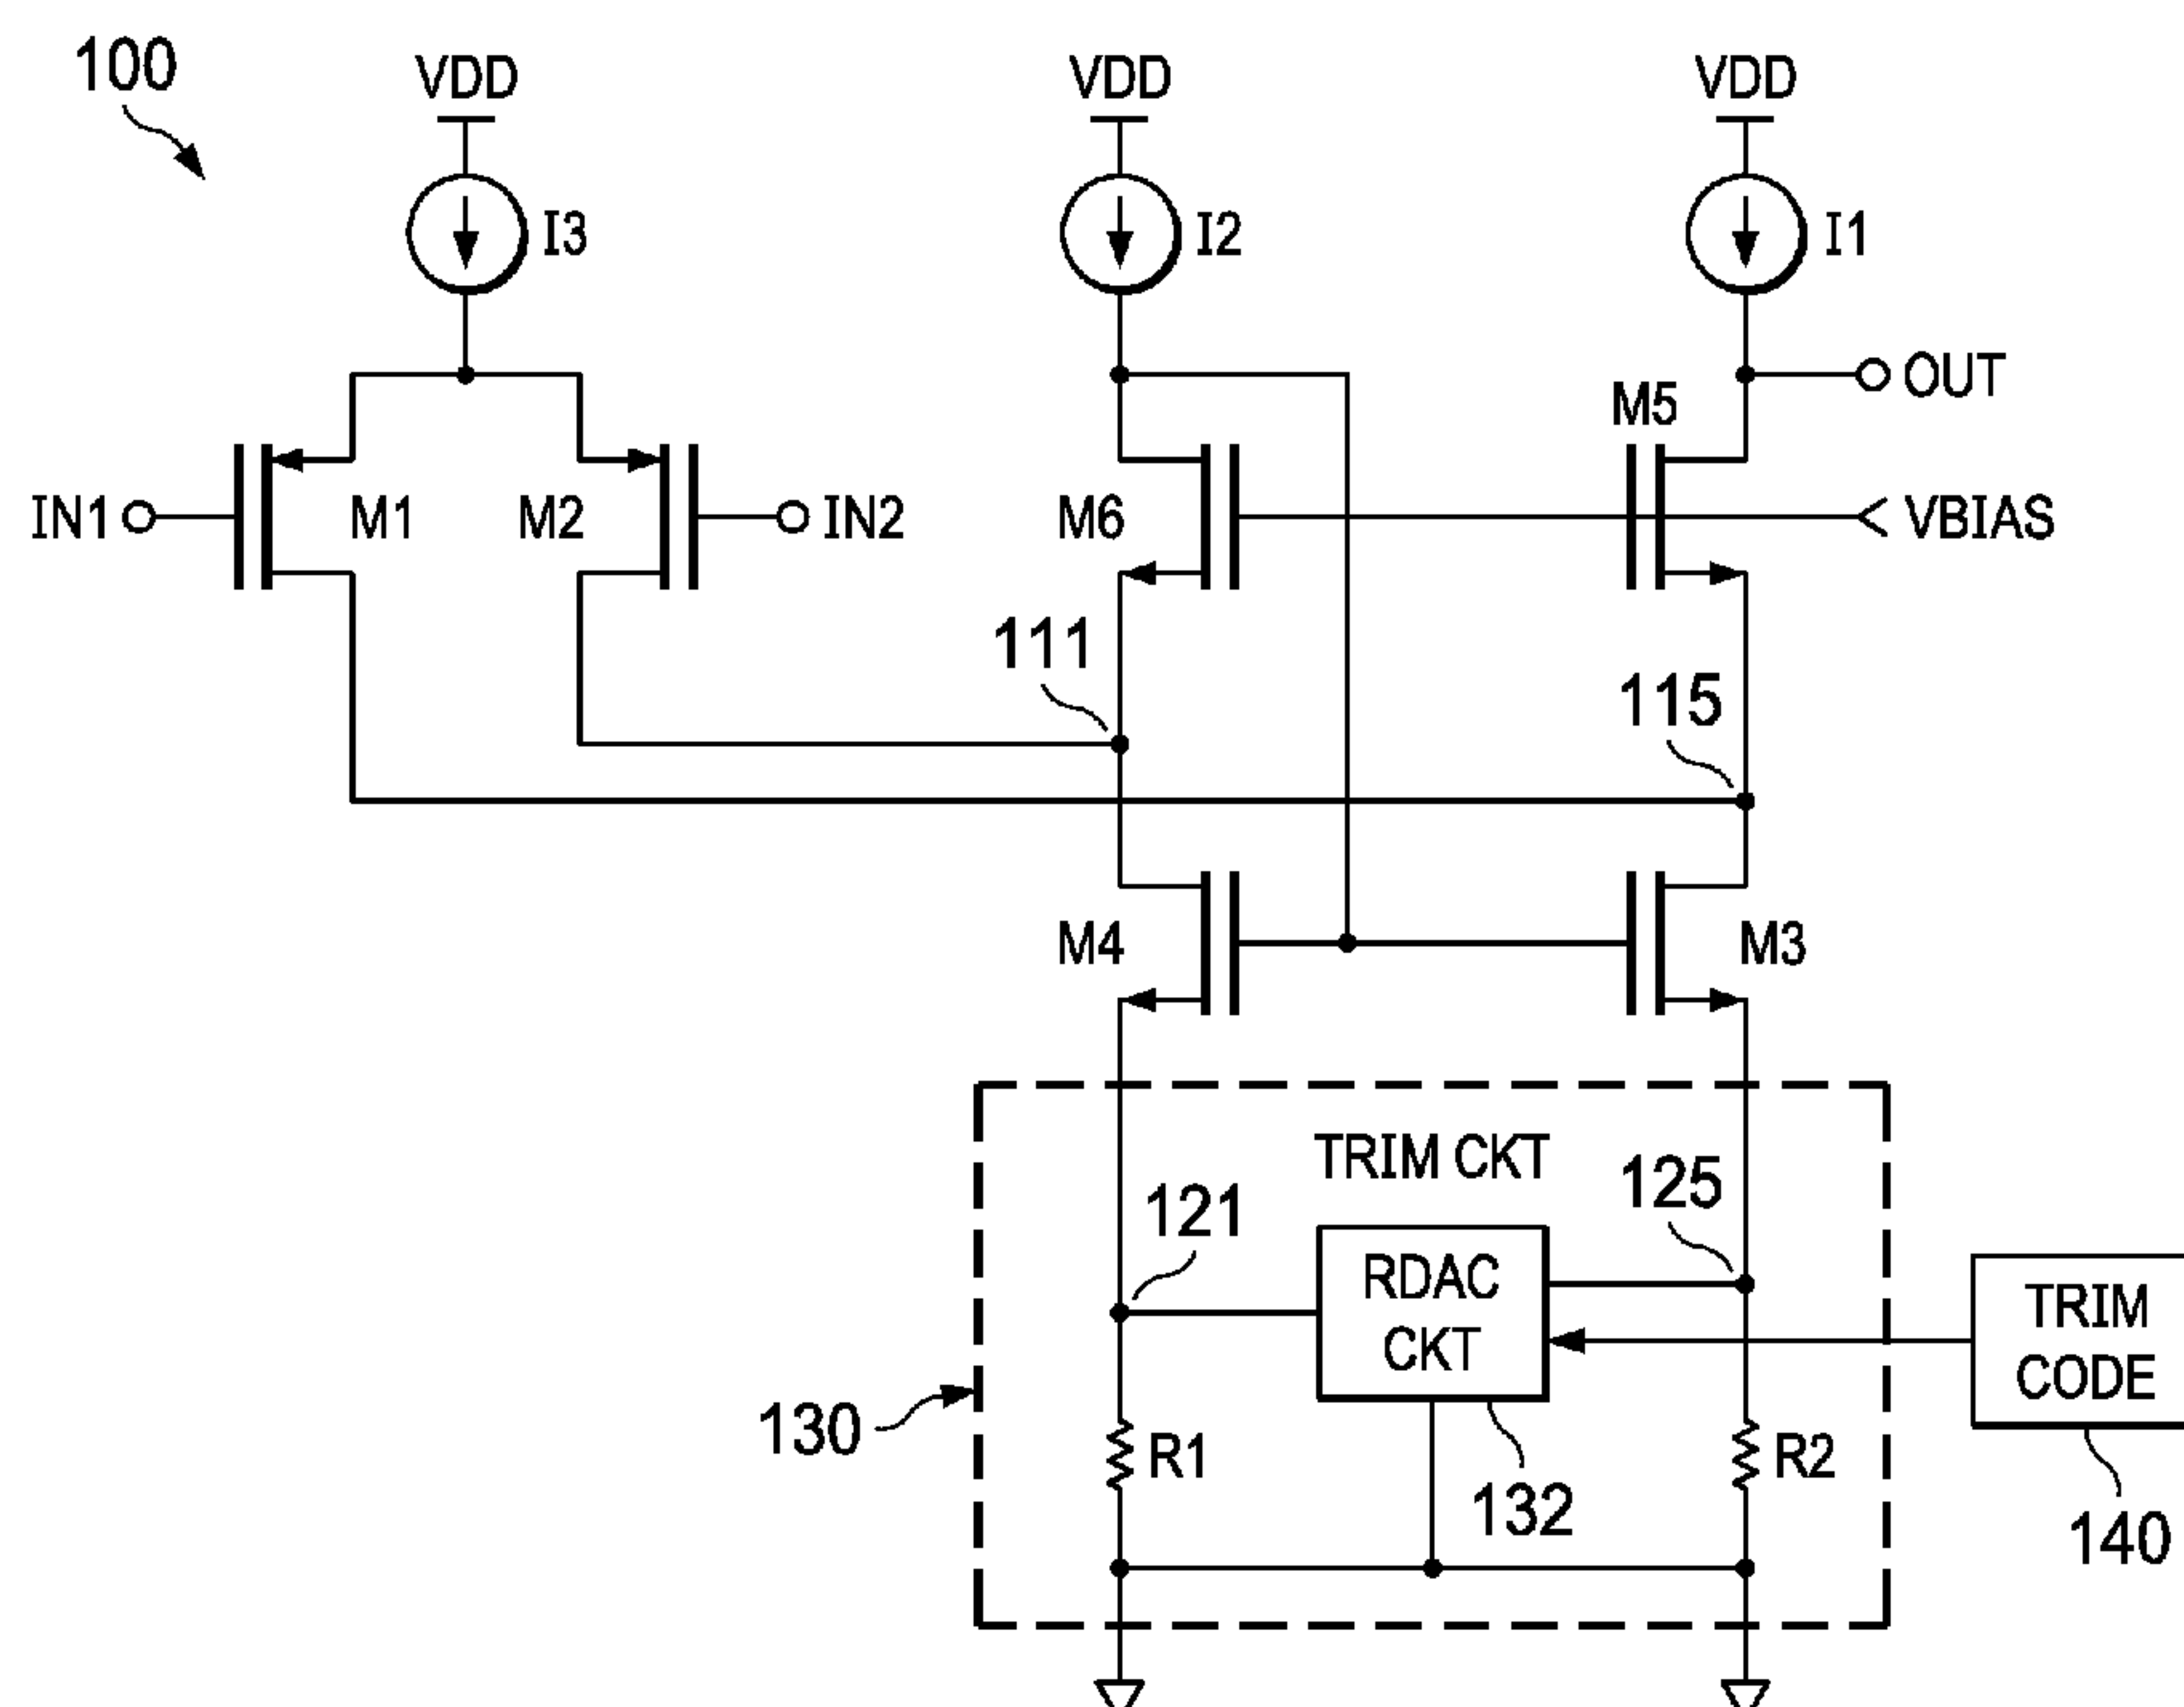 100
VDD
VDD
VDD
I3
I2
I1
OUT
M5
IN1
M1
M2
IN2
M6
VBIAS
111
115
M4
M3
TRIM CKT
121
125
RDAC
CKT
TRIM
CODE
130
R1
R2
132
140